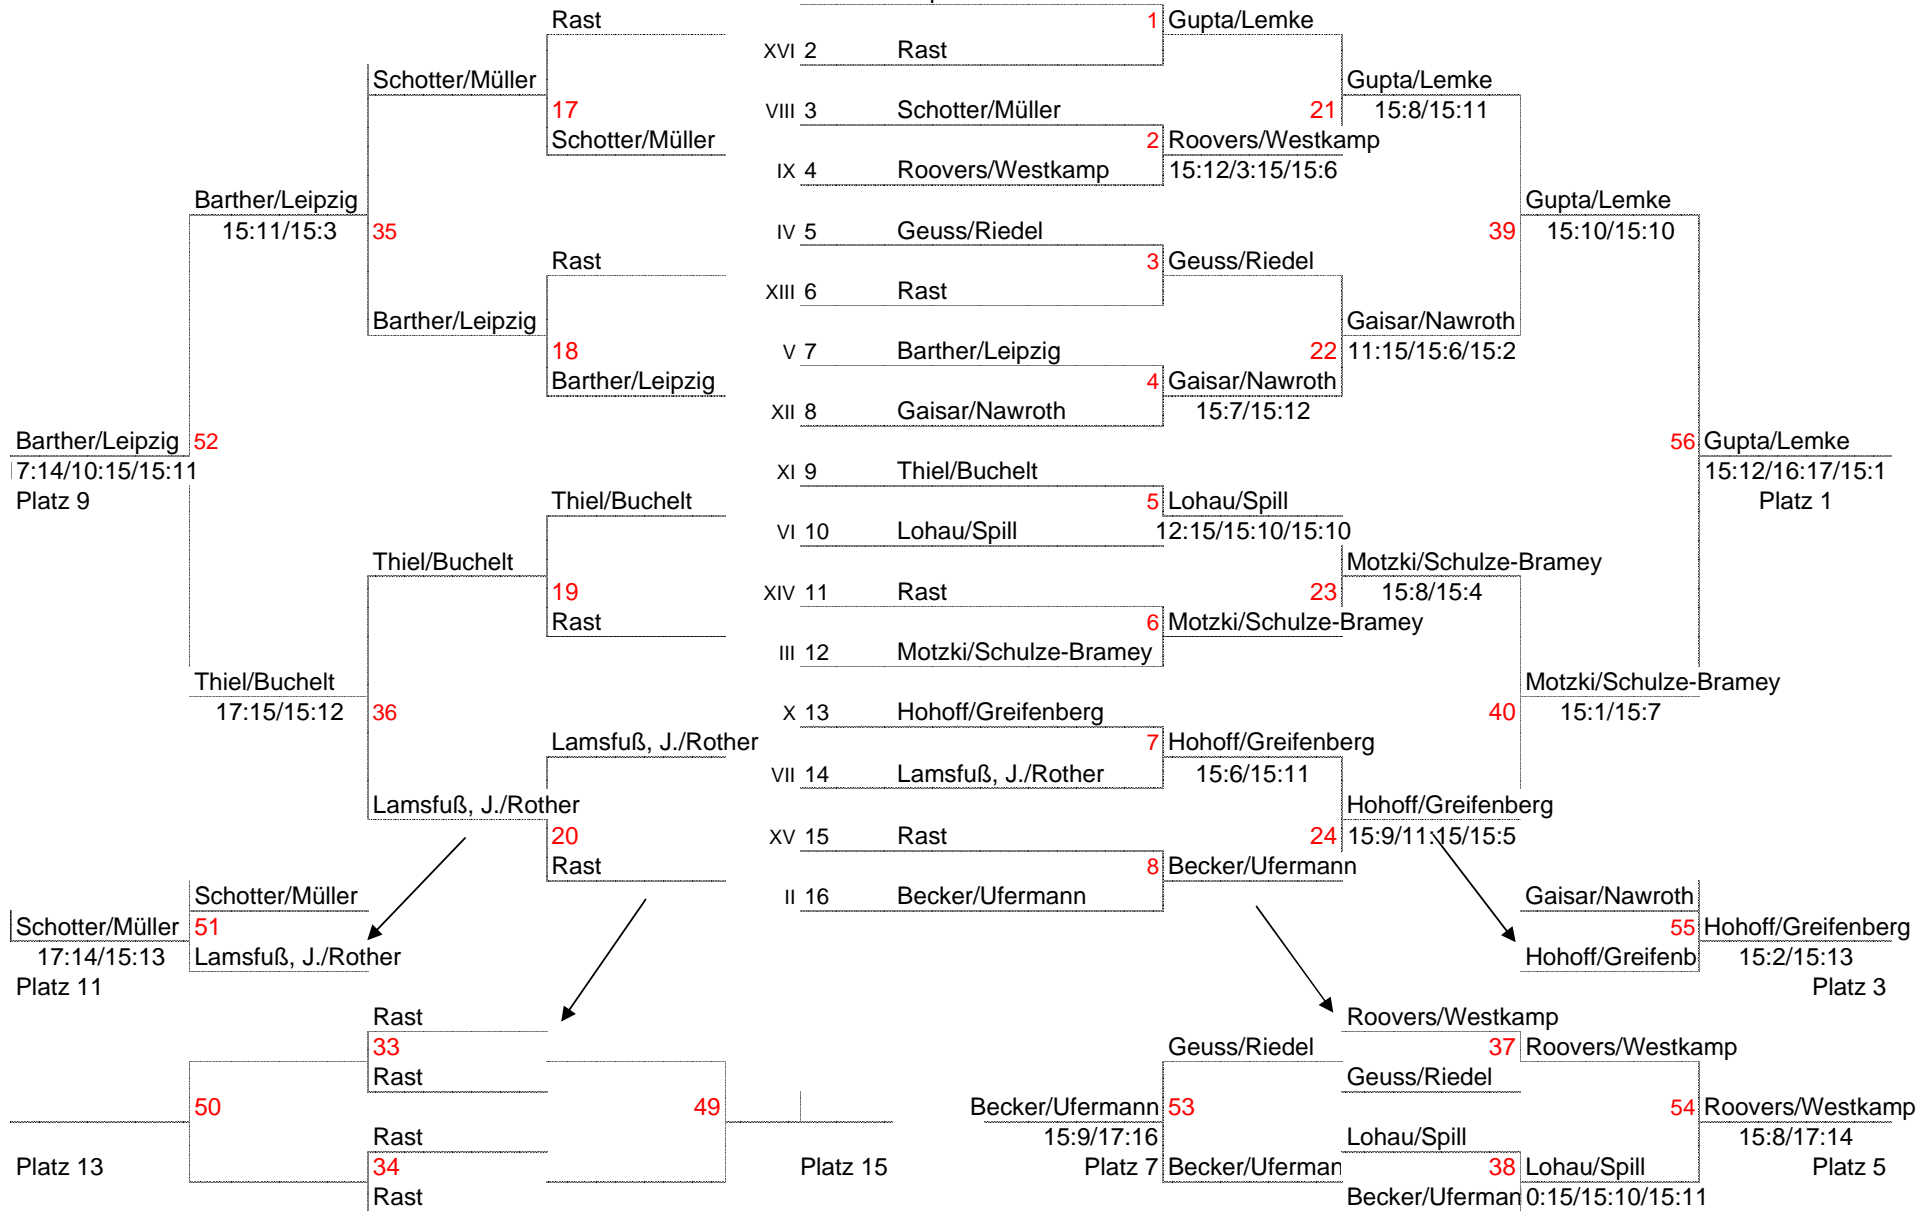 Rast 1 Gupta/Lemke
XVI 2 Rast
Schotter/Müller Gupta/Lemke
17 VIII 3 Schotter/Müller 21 15:8/15:11
Schotter/Müller 2 Roovers/Westkamp
IX 4 Roovers/Westkamp 15:12/3:15/15:6
Barther/Leipzig Gupta/Lemke
15:11/15:3 35 IV 5 Geuss/Riedel 39 15:10/15:10
Rast 3 Geuss/Riedel
XIII 6 Rast
Barther/Leipzig Gaisar/Nawroth
18 V 7 Barther/Leipzig 22 11:15/15:6/15:2
Barther/Leipzig 4 Gaisar/Nawroth
XII 8 Gaisar/Nawroth 15:7/15:12
Barther/Leipzig 52 56 Gupta/Lemke
7:14/10:15/15:11 XI 9 Thiel/Buchelt 15:12/16:17/15:1
Platz 9 Thiel/Buchelt 5 Lohau/Spill Platz 1
VI 10 Lohau/Spill 12:15/15:10/15:10
Thiel/Buchelt Motzki/Schulze-Bramey
19 XIV 11 Rast 23 15:8/15:4
Rast 6 Motzki/Schulze-Bramey
III 12 Motzki/Schulze-Bramey
Thiel/Buchelt Motzki/Schulze-Bramey
17:15/15:12 36 X 13 Hohoff/Greifenberg 40 15:1/15:7
Lamsfuß, J./Rother 7 Hohoff/Greifenberg
VII 14 Lamsfuß, J./Rother 15:6/15:11
Lamsfuß, J./Rother Hohoff/Greifenberg
20 XV 15 Rast 24 15:9/11:15/15:5
Rast 8 Becker/Ufermann
Schotter/Müller II 16 Becker/Ufermann Gaisar/Nawroth
Schotter/Müller 51 55 Hohoff/Greifenberg
17:14/15:13 Lamsfuß, J./Rother Hohoff/Greifenb 15:2/15:13
Platz 11 Platz 3
Rast Roovers/Westkamp
33 Geuss/Riedel 37 Roovers/Westkamp
Rast Geuss/Riedel
50 49 Becker/Ufermann 53 54 Roovers/Westkamp
Rast 15:9/17:16 Lohau/Spill 15:8/17:14
Platz 13 34 Platz 15 Platz 7 Becker/Uferman 38 Lohau/Spill Platz 5
Rast Becker/Uferman 0:15/15:10/15:11